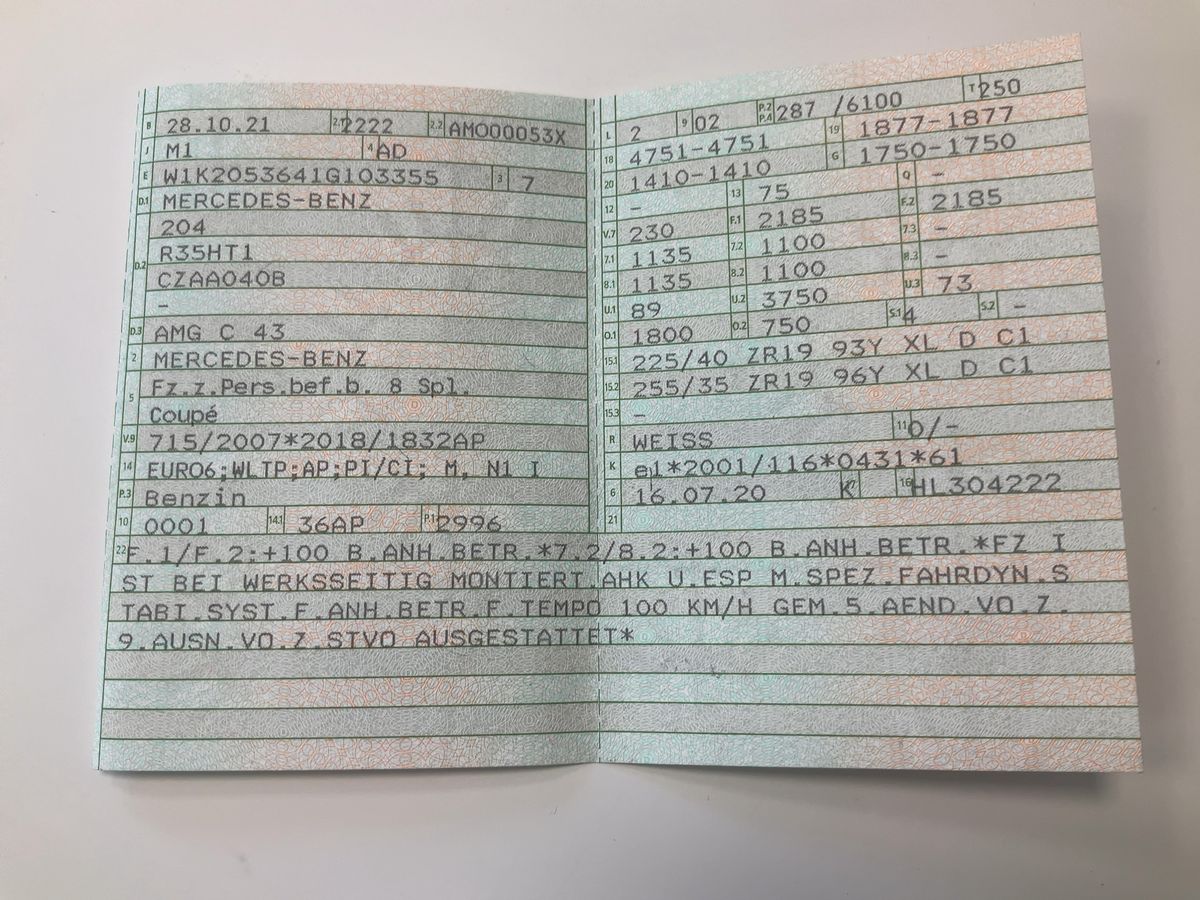 B 28.10.21 2.1 2222 2.2 AMO00053X
J M1 4 AD
E W1K2053641G103355 3 7
D.1 MERCEDES-BENZ
204
D.2 R35HT1
CZAA040B
-
D.3 AMG C 43
2 MERCEDES-BENZ
5 Fz.z.Pers.bef.b. 8 Spl.
Coupé
V.9 715/2007*2018/1832AP
14 EURO6;WLTP;AP;PI/CI; M, N1 I
P.3 Benzin
10 0001 14.1 36AP P.1 2996
L 2 9 02 P.2 P.4 287 /6100 T 250
18 4751-4751 19 1877-1877
20 1410-1410 G 1750-1750
12 - 13 75 Q -
V.7 230 F.1 2185 F.2 2185
7.1 1135 7.2 1100 7.3 -
8.1 1135 8.2 1100 8.3 -
U.1 89 U.2 3750 U.3 73
O.1 1800 O.2 750 S.1 4 S.2 -
15.1 225/40 ZR19 93Y XL D C1
15.2 255/35 ZR19 96Y XL D C1
15.3 -
R WEISS 11 0/-
K e1*2001/116*0431*61
6 16.07.20 17 K 16 HL304222
21
22 F.1/F.2:+100 B.ANH.BETR.*7.2/8.2:+100 B.ANH.BETR.*FZ I
ST BEI WERKSSEITIG MONTIERT.AHK U.ESP M.SPEZ.FAHRDYN.S
TABI.SYST.F.ANH.BETR.F.TEMPO 100 KM/H GEM.5.AEND.VO.Z.
9.AUSN.VO.Z.STVO AUSGESTATTET*